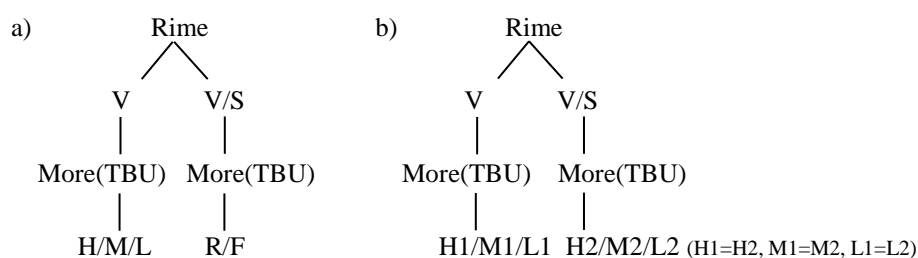 a) Rime b) Rime
V V/S V V/S
More(TBU) More(TBU) More(TBU) More(TBU)
H/M/L R/F H1/M1/L1 H2/M2/L2 (H1=H2, M1=M2, L1=L2)